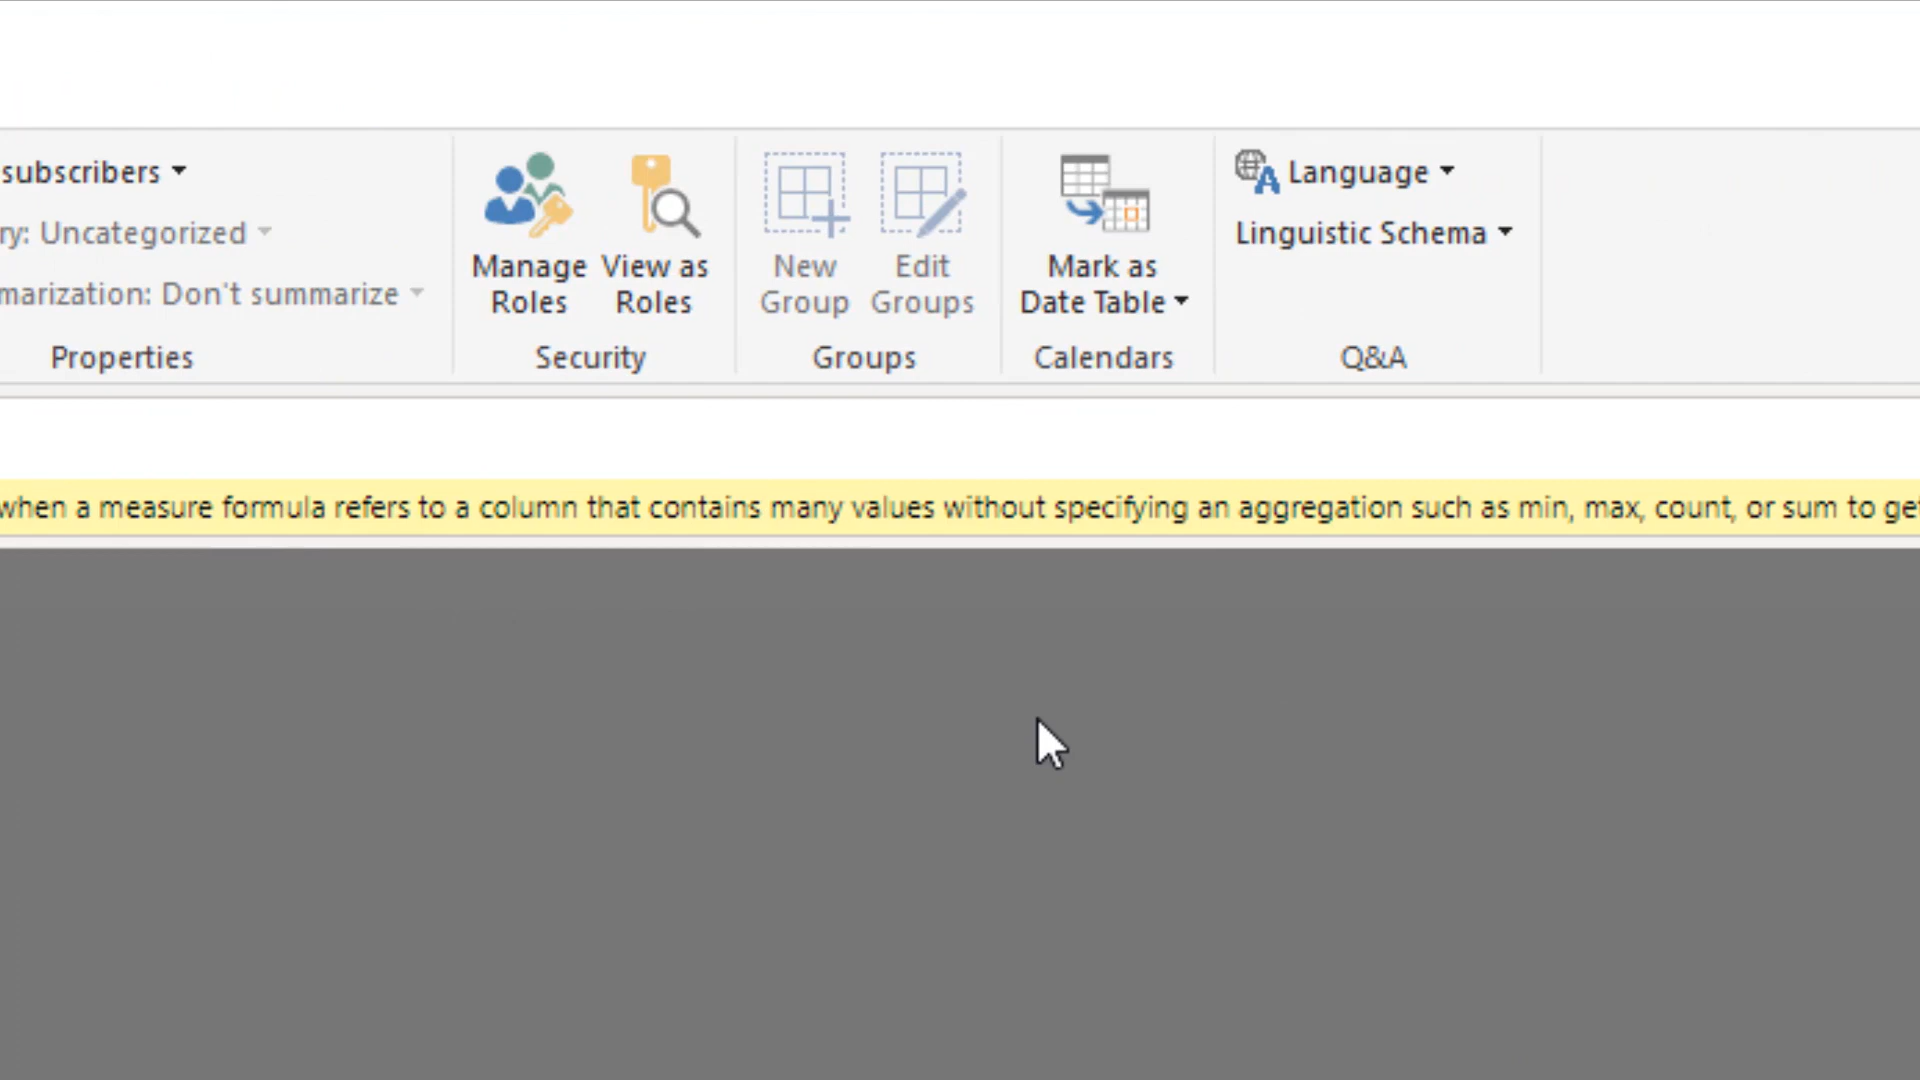 subscribers
Language
ry: Uncategorized
Linguistic Schema
marization: Don't summarize
Manage Roles
View as Roles
New Group
Edit Groups
Mark as Date Table
Properties
Security
Groups
Calendars
Q&A
when a measure formula refers to a column that contains many values without specifying an aggregation such as min, max, count, or sum to get